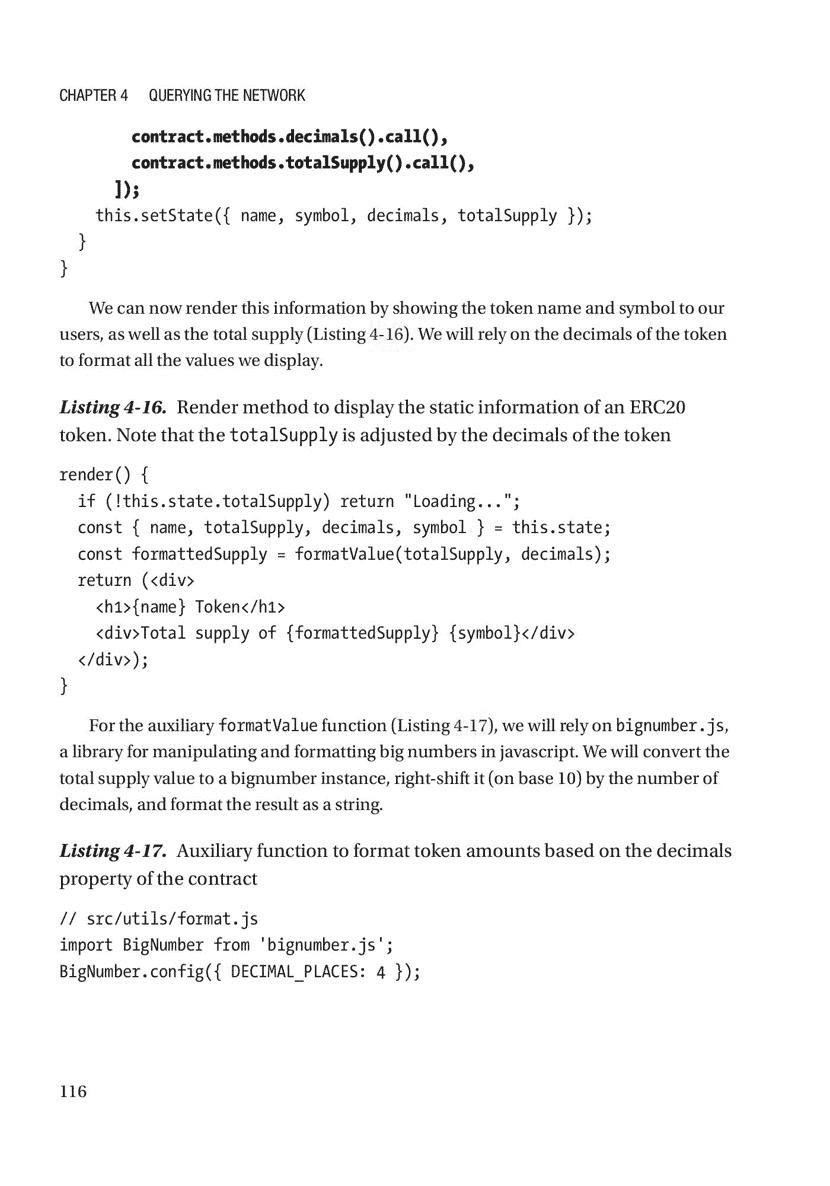 CHAPTER 4 QUERYING THE NETWORK
contract.methods.decimals().call(),
contract.methods.totalSupply().call(),
]);
this.setState({ name, symbol, decimals, totalSupply });
}
}
We can now render this information by showing the token name and symbol to our
users, as well as the total supply (Listing 4-16). We will rely on the decimals of the token
to format all the values we display.
Listing 4-16. Render method to display the static information of an ERC20
token. Note that the totalSupply is adjusted by the decimals of the token
render() {
if (!this.state.totalSupply) return "Loading...";
const { name, totalSupply, decimals, symbol } = this.state;
const formattedSupply = formatValue(totalSupply, decimals);
return (<div>
<h1>{name} Token</h1>
<div>Total supply of {formattedSupply} {symbol}</div>
</div>);
}
For the auxiliary formatValue function (Listing 4-17), we will rely on bignumber.js,
a library for manipulating and formatting big numbers in javascript. We will convert the
total supply value to a bignumber instance, right-shift it (on base 10) by the number of
decimals, and format the result as a string.
Listing 4-17. Auxiliary function to format token amounts based on the decimals
property of the contract
// src/utils/format.js
import BigNumber from 'bignumber.js';
BigNumber.config({ DECIMAL_PLACES: 4 });
116